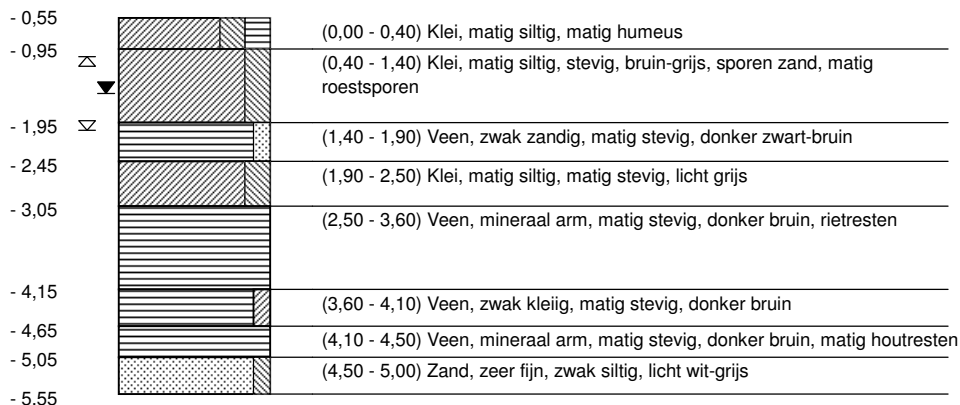 - 0,55
(0,00 - 0,40) Klei, matig siltig, matig humeus
- 0,95
(0,40 - 1,40) Klei, matig siltig, stevig, bruin-grijs, sporen zand, matig
roestsporen
- 1,95
(1,40 - 1,90) Veen, zwak zandig, matig stevig, donker zwart-bruin
- 2,45
(1,90 - 2,50) Klei, matig siltig, matig stevig, licht grijs
- 3,05
(2,50 - 3,60) Veen, mineraal arm, matig stevig, donker bruin, rietresten
- 4,15
(3,60 - 4,10) Veen, zwak kleiig, matig stevig, donker bruin
- 4,65
(4,10 - 4,50) Veen, mineraal arm, matig stevig, donker bruin, matig houtresten
- 5,05
(4,50 - 5,00) Zand, zeer fijn, zwak siltig, licht wit-grijs
- 5,55